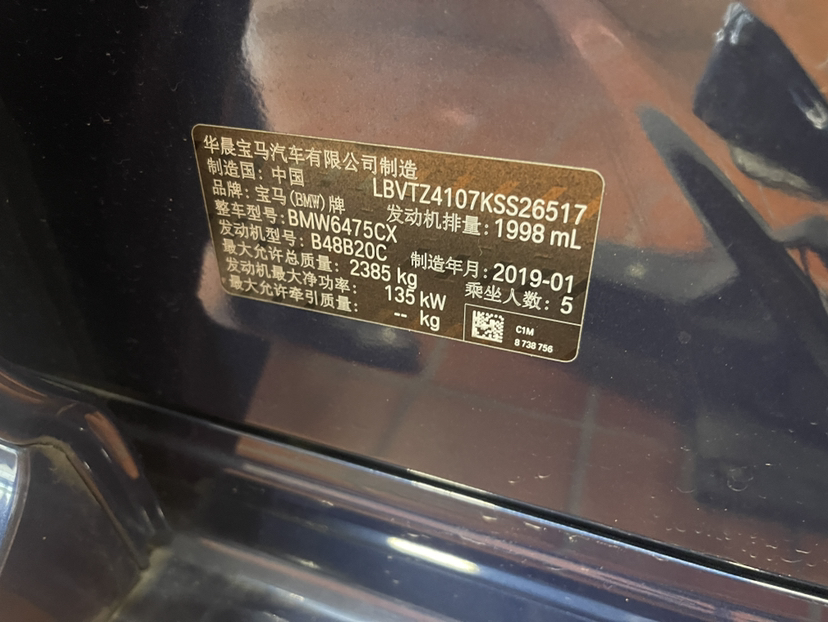 华晨宝马汽车有限公司制造
制造国: 中国 LBVTZ4107KSS26517
品牌: 宝马(BMW)牌 发动机排量: 1998 mL
整车型号: BMW6475CX
发动机型号: B48B20C 制造年月: 2019-01
最大允许总质量: 2385 kg 乘坐人数: 5
发动机最大净功率: 135 kW
最大允许牵引质量: -- kg
C1M
8 738 756